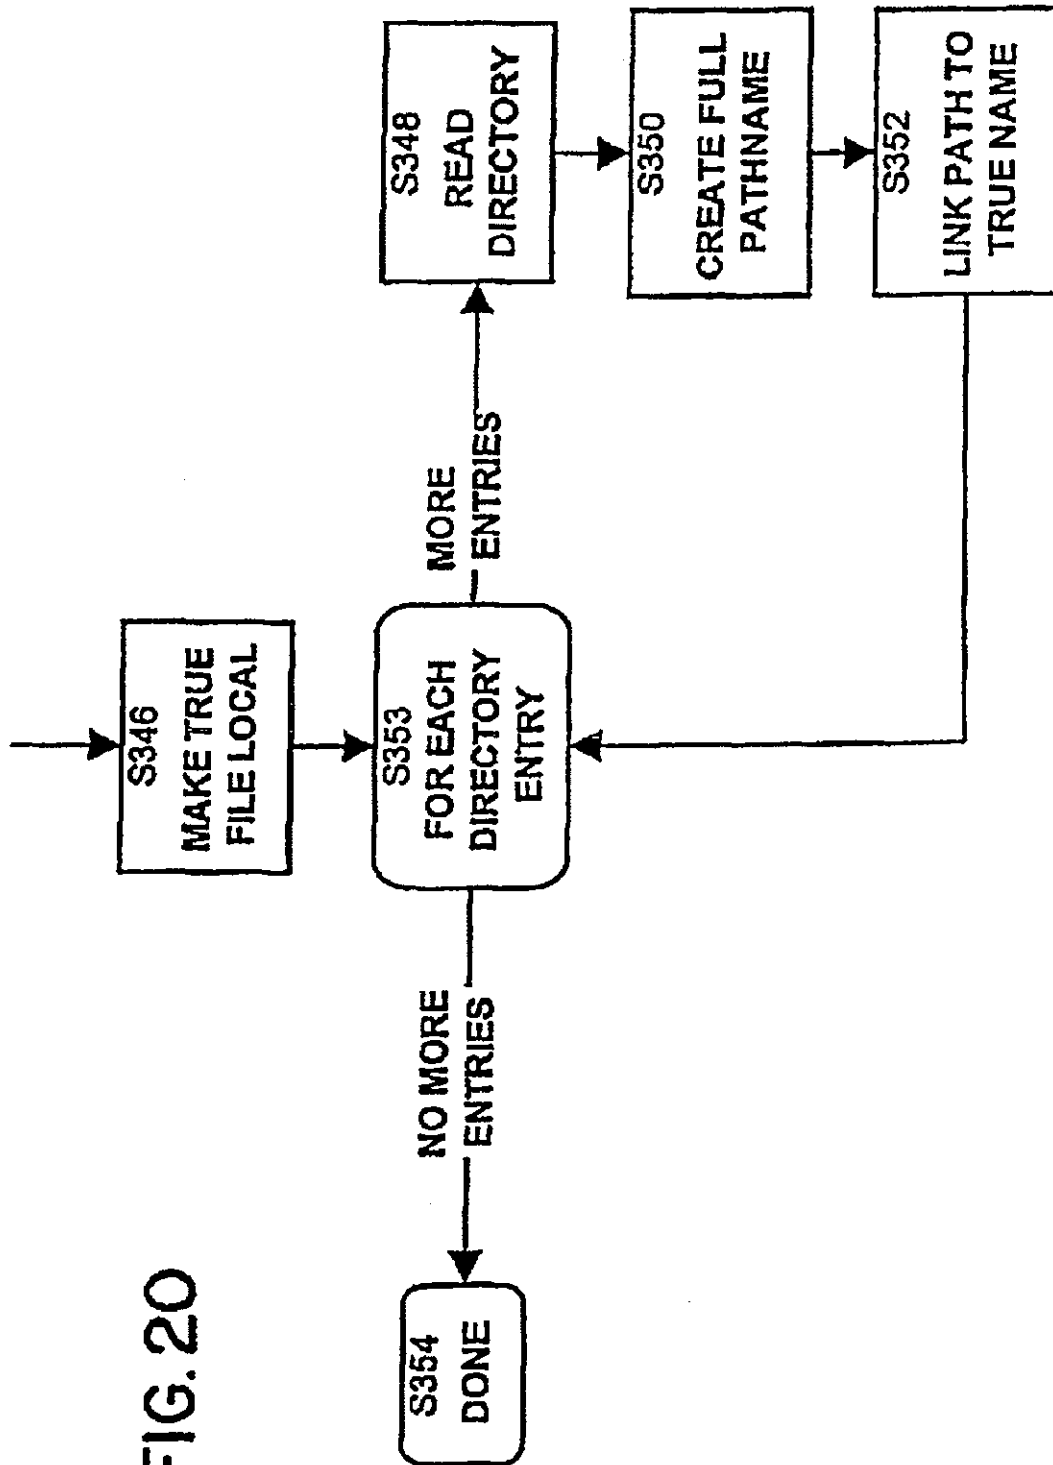 FIG. 20
S346
MAKE TRUE
FILE LOCAL
S353
FOR EACH
DIRECTORY
ENTRY
MORE
ENTRIES
S348
READ
DIRECTORY
S350
CREATE FULL
PATHNAME
S352
LINK PATH TO
TRUE NAME
NO MORE
ENTRIES
S354
DONE